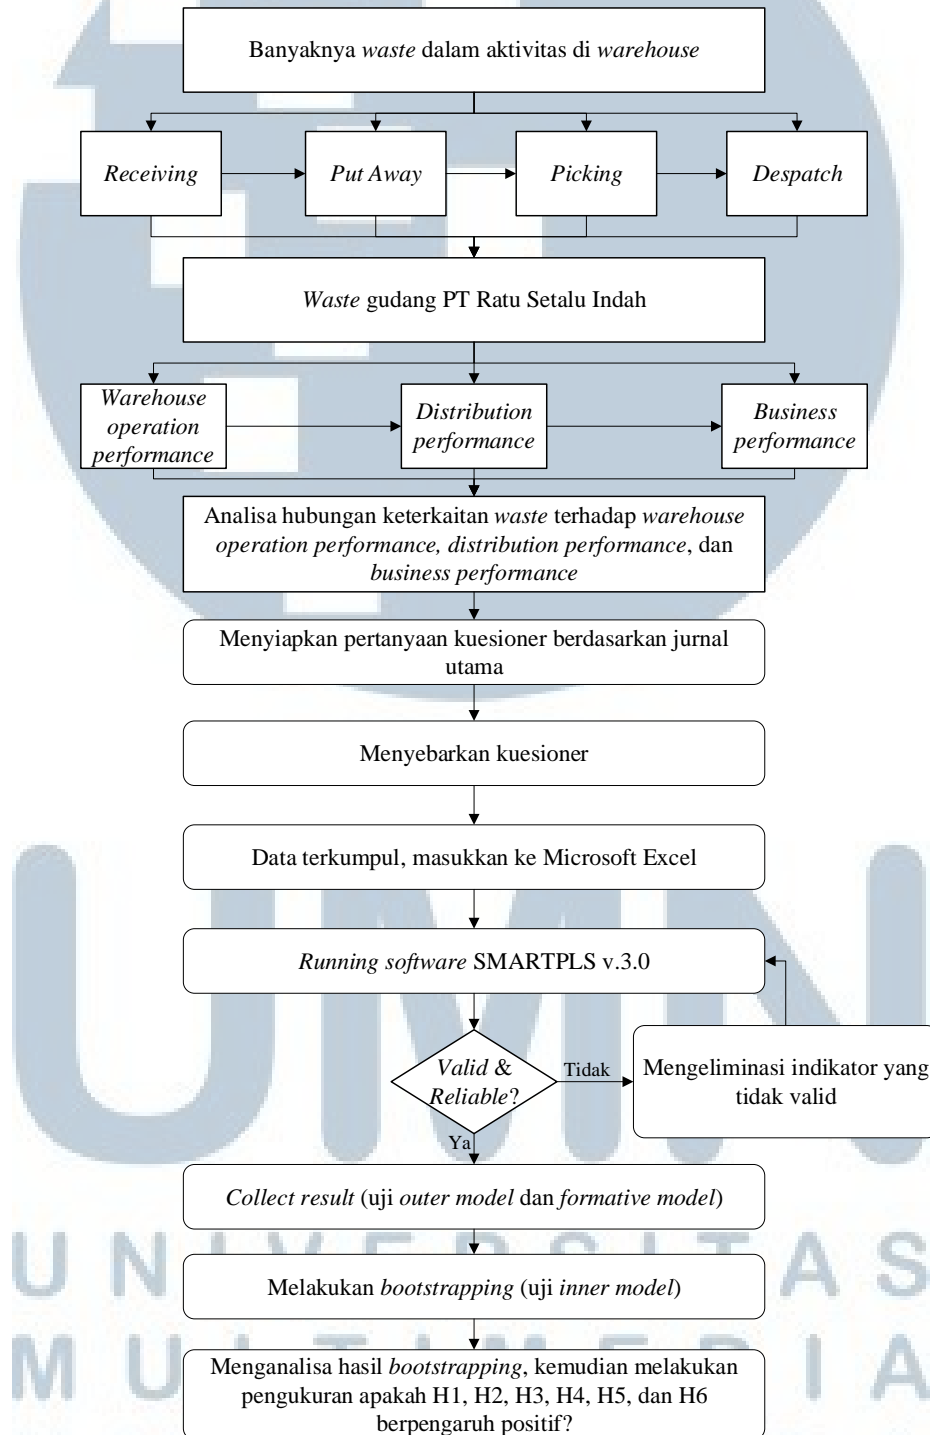 Banyaknya waste dalam aktivitas di warehouse
Receiving
Put Away
Picking
Despatch
Waste gudang PT Ratu Setalu Indah
Warehouse
operation
performance
Distribution
performance
Business
performance
Analisa hubungan keterkaitan waste terhadap warehouse
operation performance, distribution performance, dan
business performance
Menyiapkan pertanyaan kuesioner berdasarkan jurnal
utama
Menyebarkan kuesioner
Data terkumpul, masukkan ke Microsoft Excel
Running software SMARTPLS v.3.0
Valid &
Reliable?
Tidak
Mengeliminasi indikator yang
tidak valid
Ya
Collect result (uji outer model dan formative model)
Melakukan bootstrapping (uji inner model)
Menganalisa hasil bootstrapping, kemudian melakukan
pengukuran apakah H1, H2, H3, H4, H5, dan H6
berpengaruh positif?
UMN
UNIVERSITAS
MULTIMEDIA